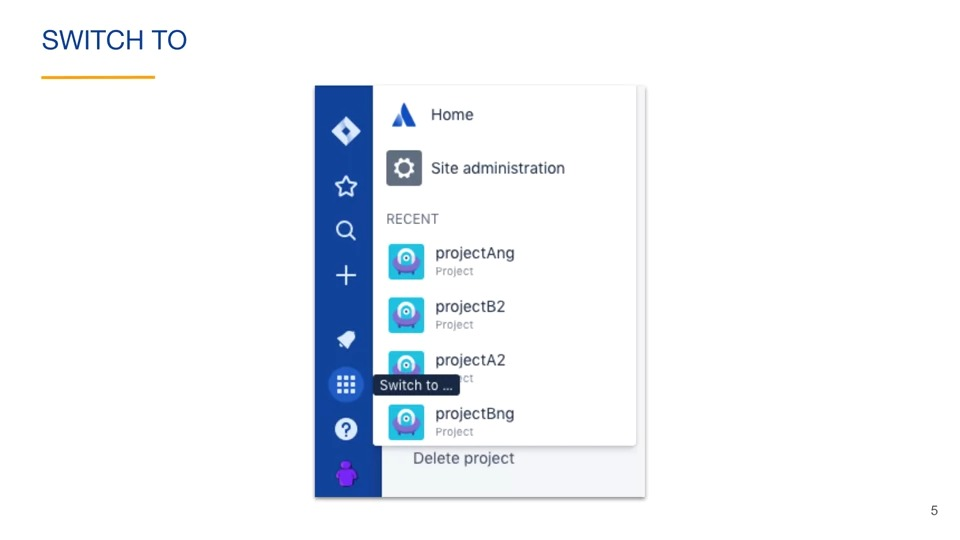 SWITCH TO
Home
Site administration
RECENT
projectAng
Project
projectB2
Project
projectA2
Switch to ...
projectBng
Project
Delete project
5